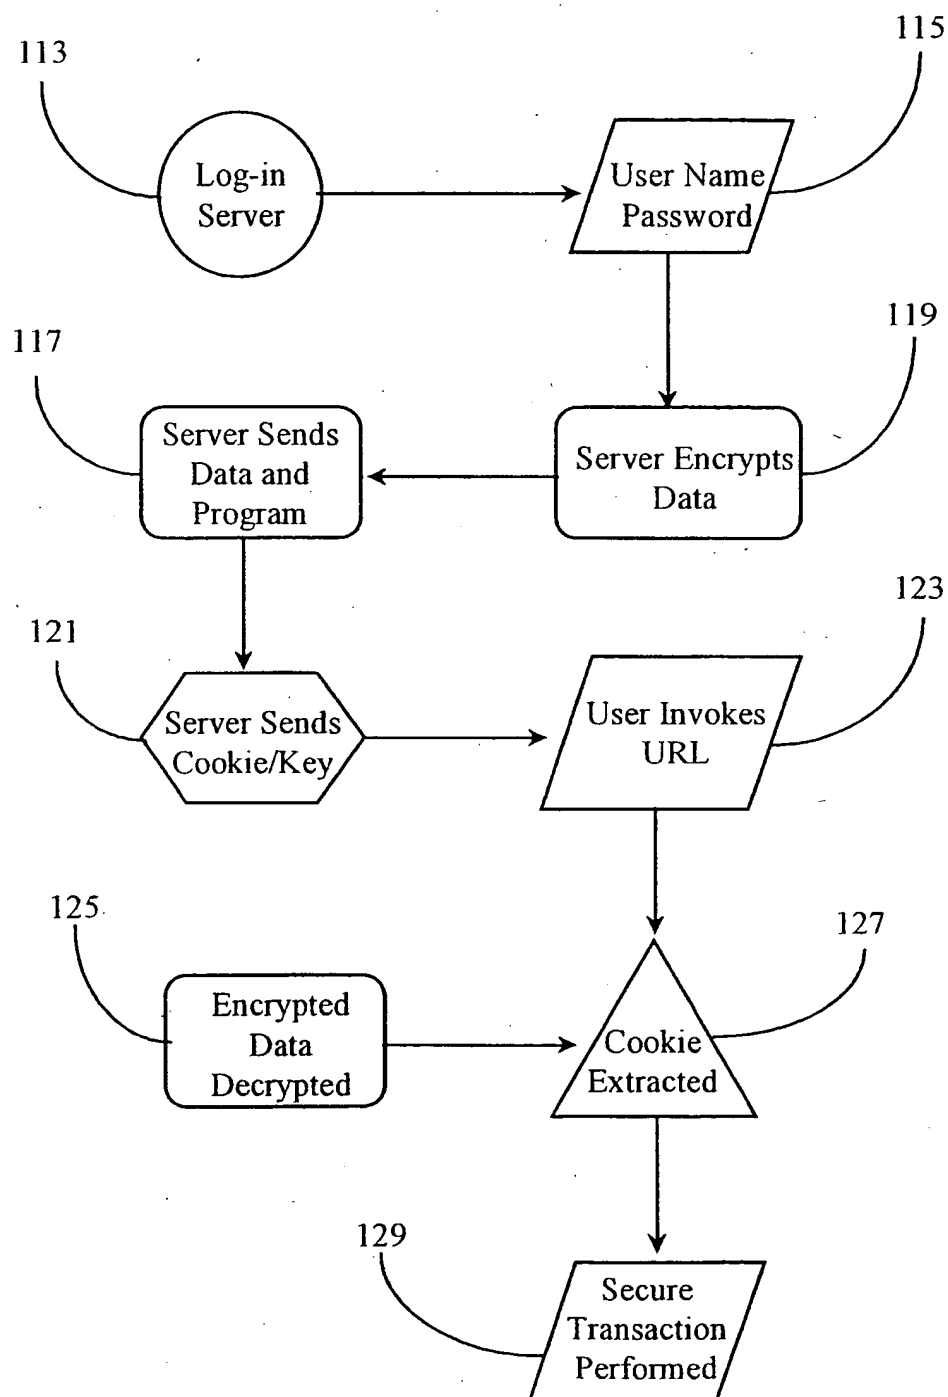 113
115
Log-in
Server
User Name
Password
117
119
Server Sends
Data and
Program
Server Encrypts
Data
121
123
Server Sends
Cookie/Key
User Invokes
URL
125
127
Encrypted
Data
Decrypted
Cookie
Extracted
129
Secure
Transaction
Performed